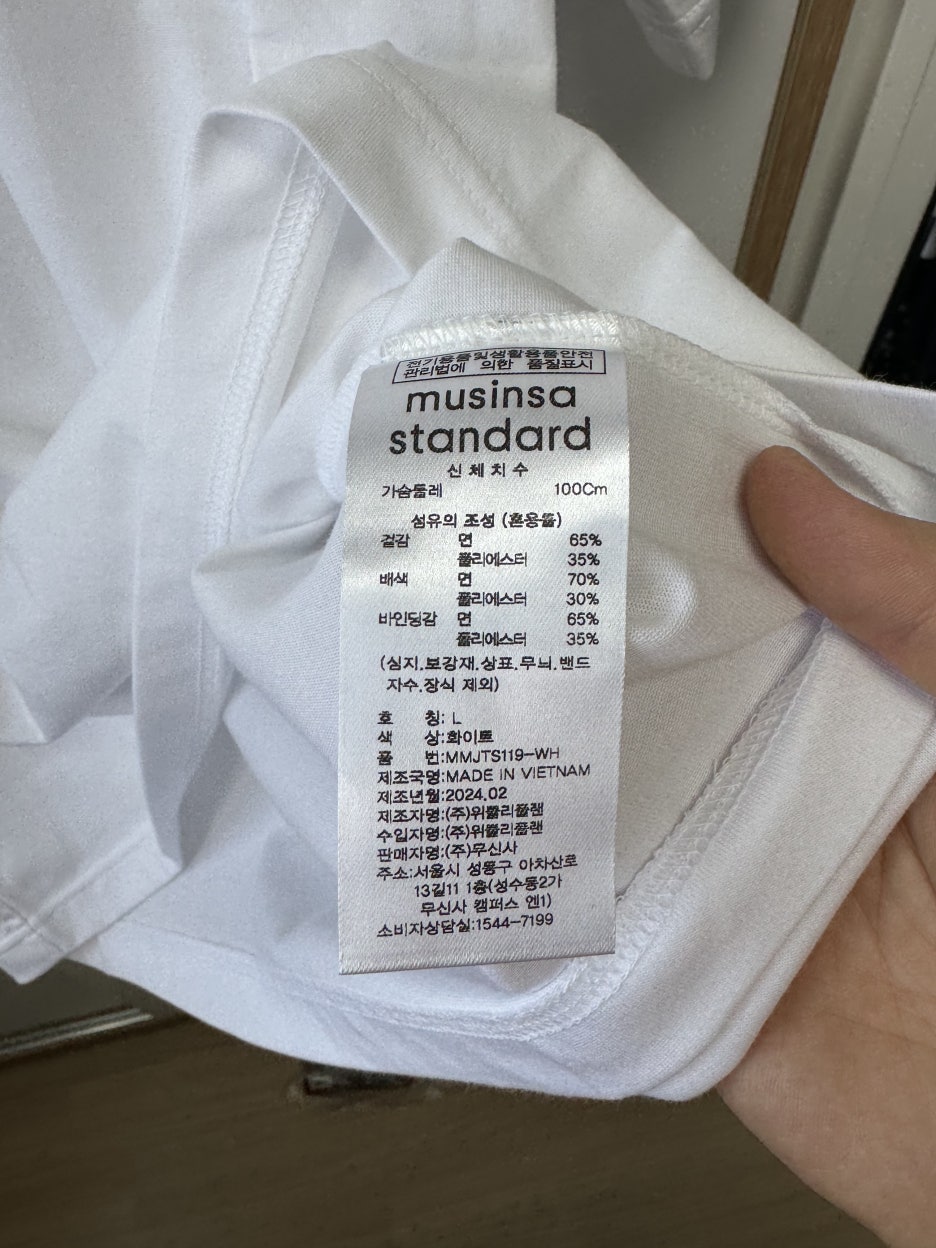 전기용품및생활용품안전
관리법에 의한 품질표시
musinsa
standard
신체치수
가슴둘레 100Cm
섬유의 조성 (혼용율)
겉감 면 65%
폴리에스터 35%
배색 면 70%
폴리에스터 30%
바인딩감 면 65%
폴리에스터 35%
(심지.보강재.상표.무늬.밴드
자수.장식 제외)
호 칭: L
색 상:화이트
품 번:MMJTS119-WH
제조국명:MADE IN VIETNAM
제조년월:2024.02
제조자명:(주)위클리플랜
수입자명:(주)위클리플랜
판매자명:(주)무신사
주소:서울시 성동구 아차산로
13길11 1층(성수동2가
무신사 캠퍼스 엔1)
소비자상담실:1544-7199